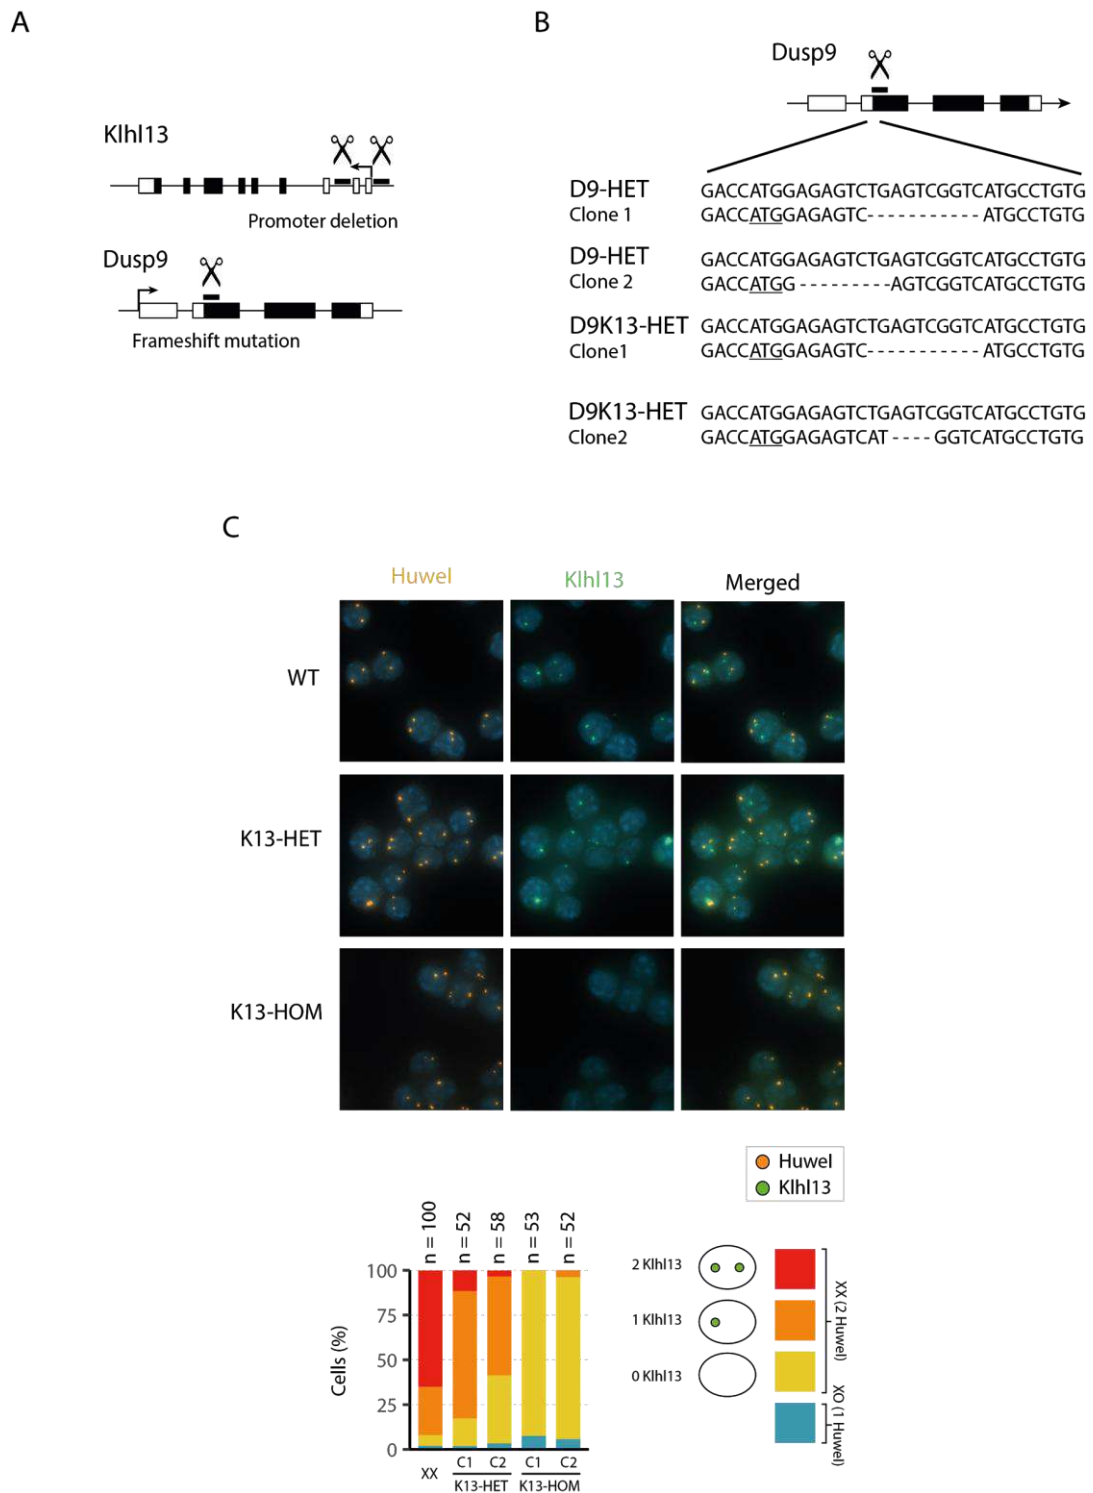 A
Klhl13
Promoter deletion
Dusp9
Frameshift mutation
B
Dusp9
D9-HET GACCATGGAGAGTCTGAGTCGGTCATGCCTGTG
Clone 1 GACCATGGAGAGTC-----------ATGCCTGTG
D9-HET GACCATGGAGAGTCTGAGTCGGTCATGCCTGTG
Clone 2 GACCATGG---------AGTCGGTCATGCCTGTG
D9K13-HET GACCATGGAGAGTCTGAGTCGGTCATGCCTGTG
Clone1 GACCATGGAGAGTC-----------ATGCCTGTG
D9K13-HET GACCATGGAGAGTCTGAGTCGGTCATGCCTGTG
Clone2 GACCATGGAGAGTCAT----GGTCATGCCTGTG
C
Huwel Klhl13 Merged
WT
K13-HET
K13-HOM
Huwel
Klhl13
n = 100 n = 52 n = 58 n = 53 n = 52
Cells (%)
100
75
50
25
0
XX C1 C2 C1 C2
K13-HET K13-HOM
2 Klhl13
1 Klhl13
0 Klhl13
XX (2 Huwel)
XO (1 Huwel)